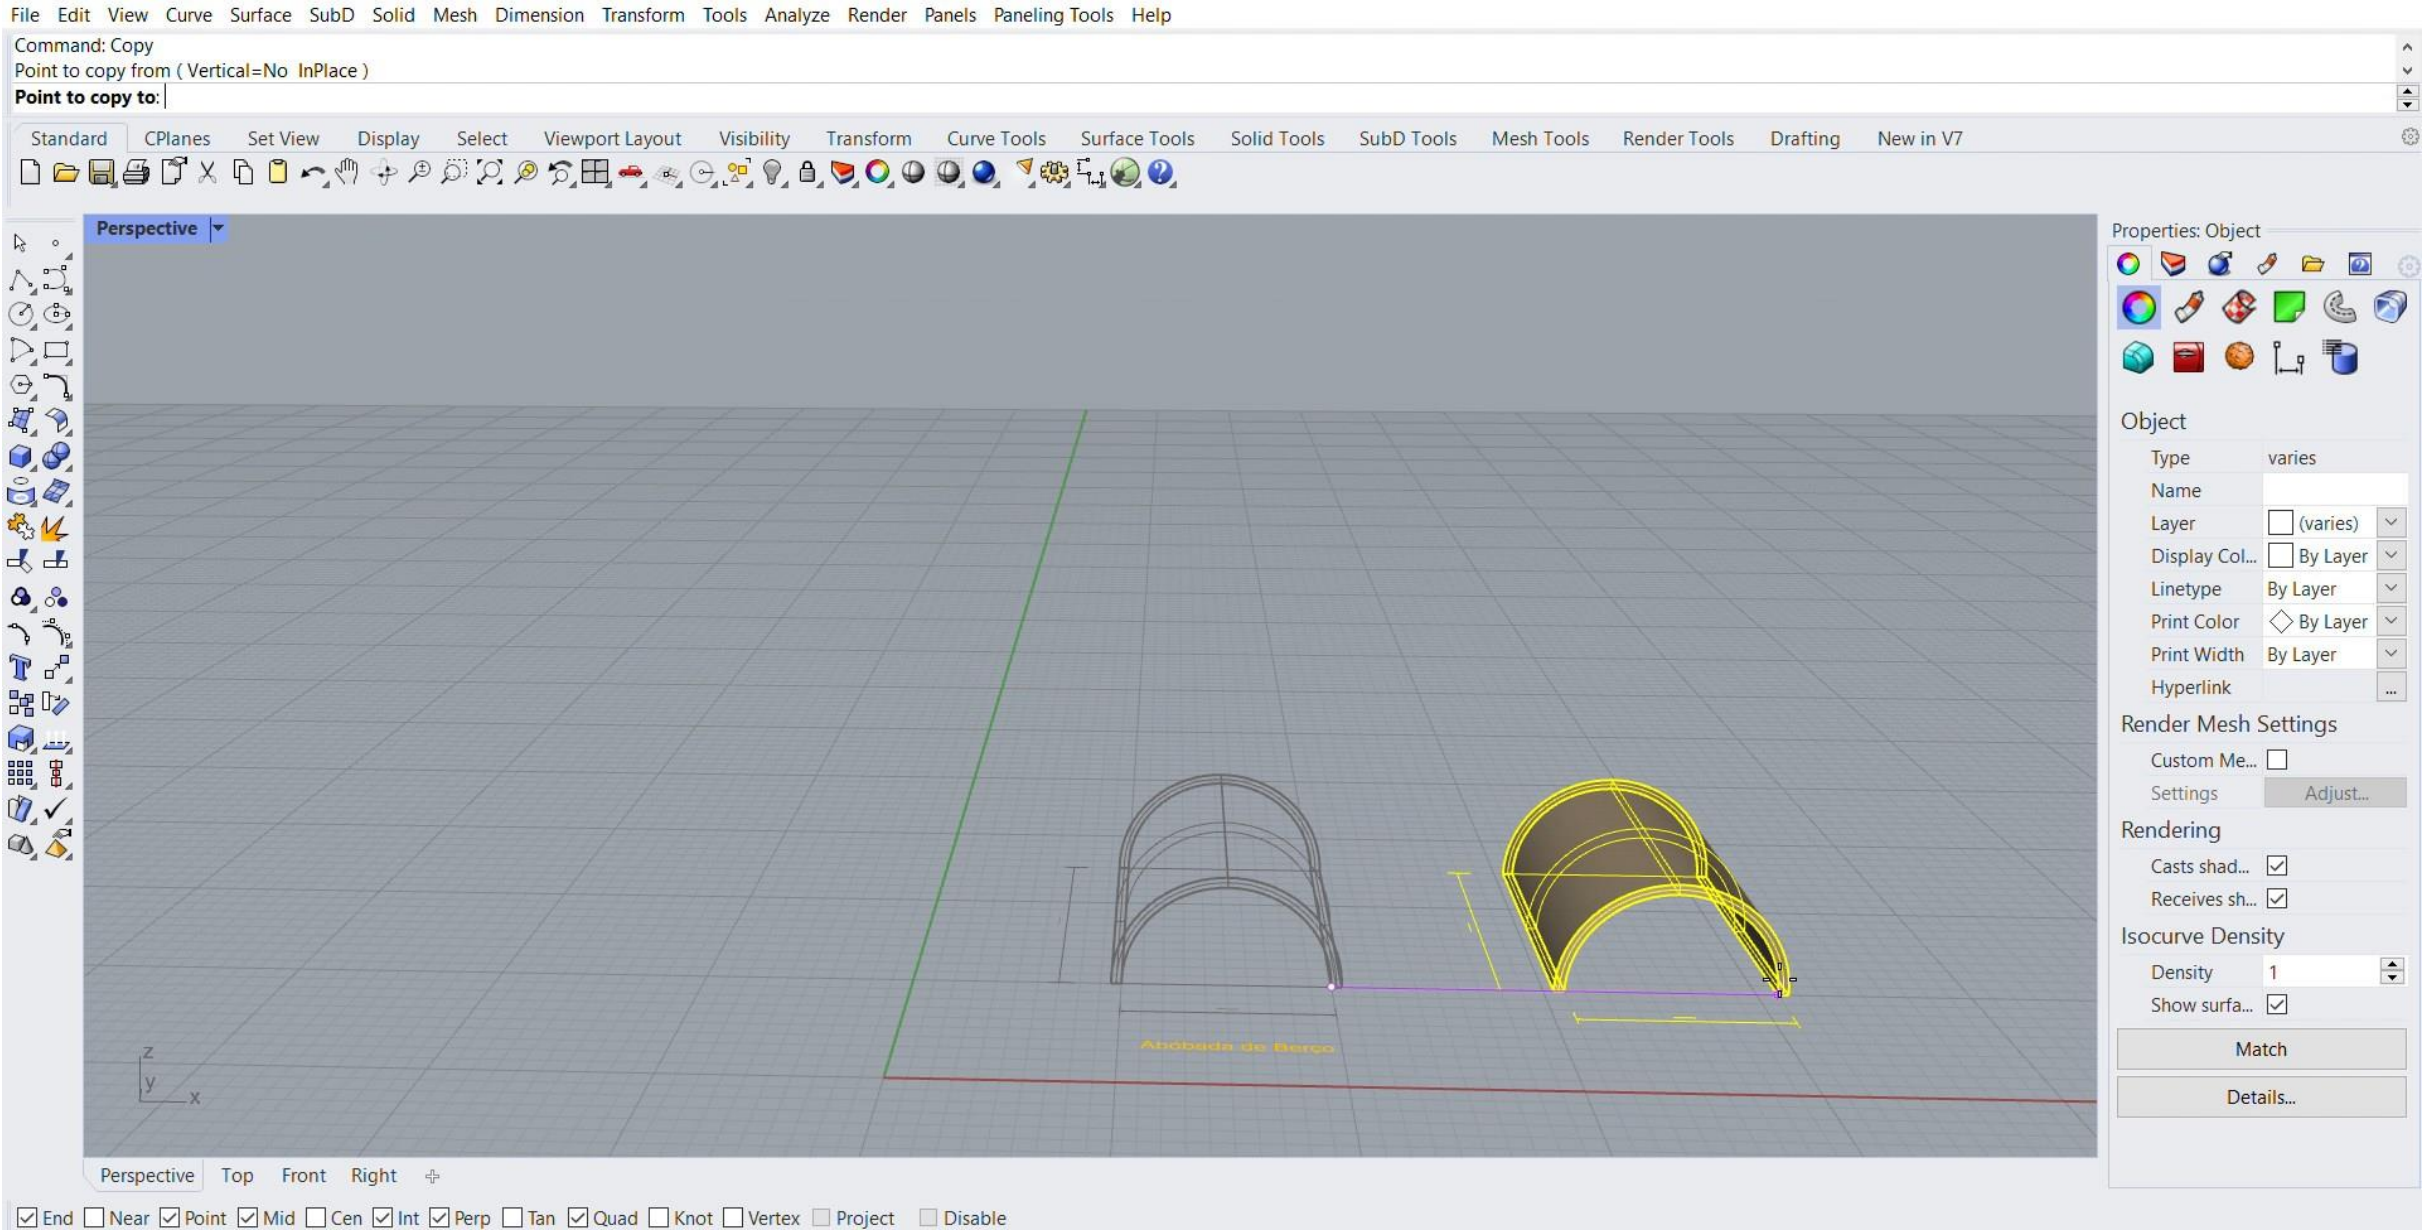 File Edit View Curve Surface SubD Solid Mesh Dimension Transform Tools Analyze Render Panels Paneling Tools Help
Command: Copy
Point to copy from ( Vertical=No InPlace )
Point to copy to:
Standard CPlanes Set View Display Select Viewport Layout Visibility Transform Curve Tools Surface Tools Solid Tools SubD Tools Mesh Tools Render Tools Drafting New in V7
Perspective
Properties: Object
Object
Type varies
Name
Layer (varies)
Display Col... By Layer
Linetype By Layer
Print Color By Layer
Print Width By Layer
Hyperlink ...
Render Mesh Settings
Custom Me...
Settings Adjust...
Rendering
Casts shad...
Receives sh...
Isocurve Density
Density 1
Show surfa...
Match
Details...
Abóbada de Berço
z
y
x
Perspective Top Front Right
End Near Point Mid Cen Int Perp Tan Quad Knot Vertex Project Disable